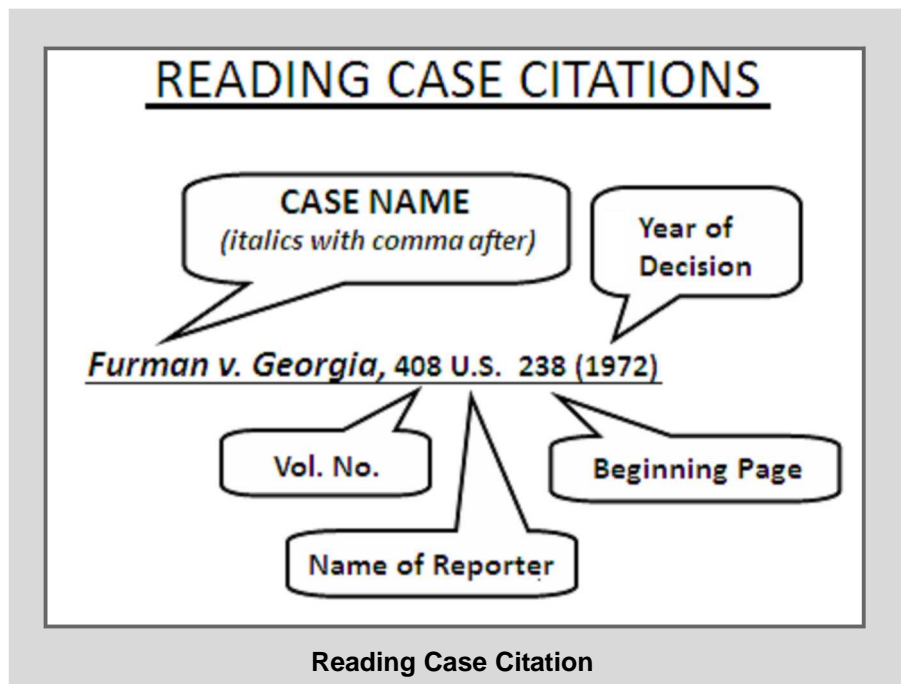 READING CASE CITATIONS
CASE NAME
(italics with comma after)
Year of
Decision
Furman v. Georgia, 408 U.S. 238 (1972)
Vol. No.
Beginning Page
Name of Reporter
Reading Case Citation